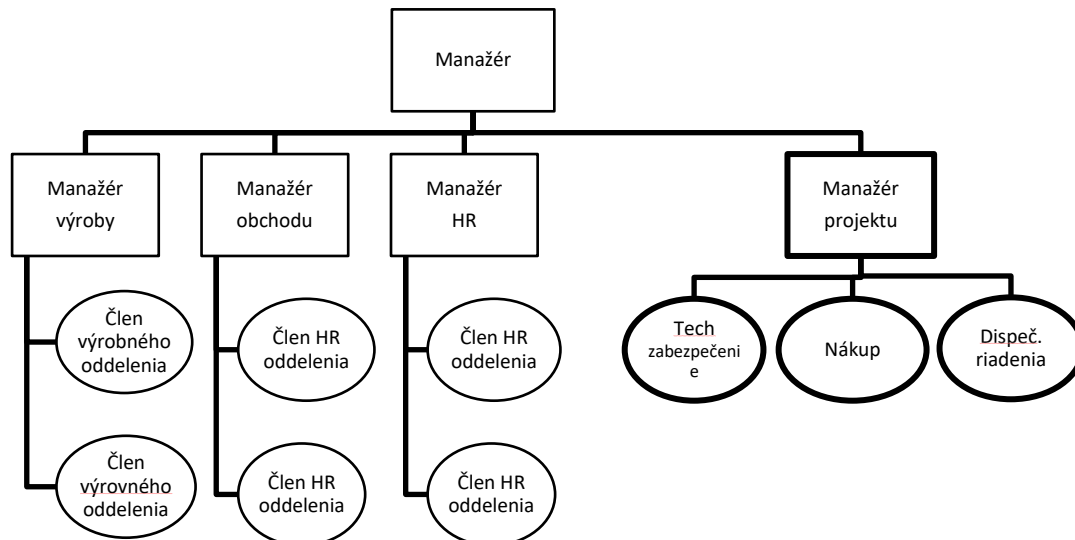 Manažér
Manažér
výroby
Manažér
obchodu
Manažér
HR
Manažér
projektu
Člen
výrobného
oddelenia
Člen HR
oddelenia
Člen HR
oddelenia
Tech
zabezpečeni
e
Nákup
Dispeč.
riadenia
Člen
výrovného
oddelenia
Člen HR
oddelenia
Člen HR
oddelenia